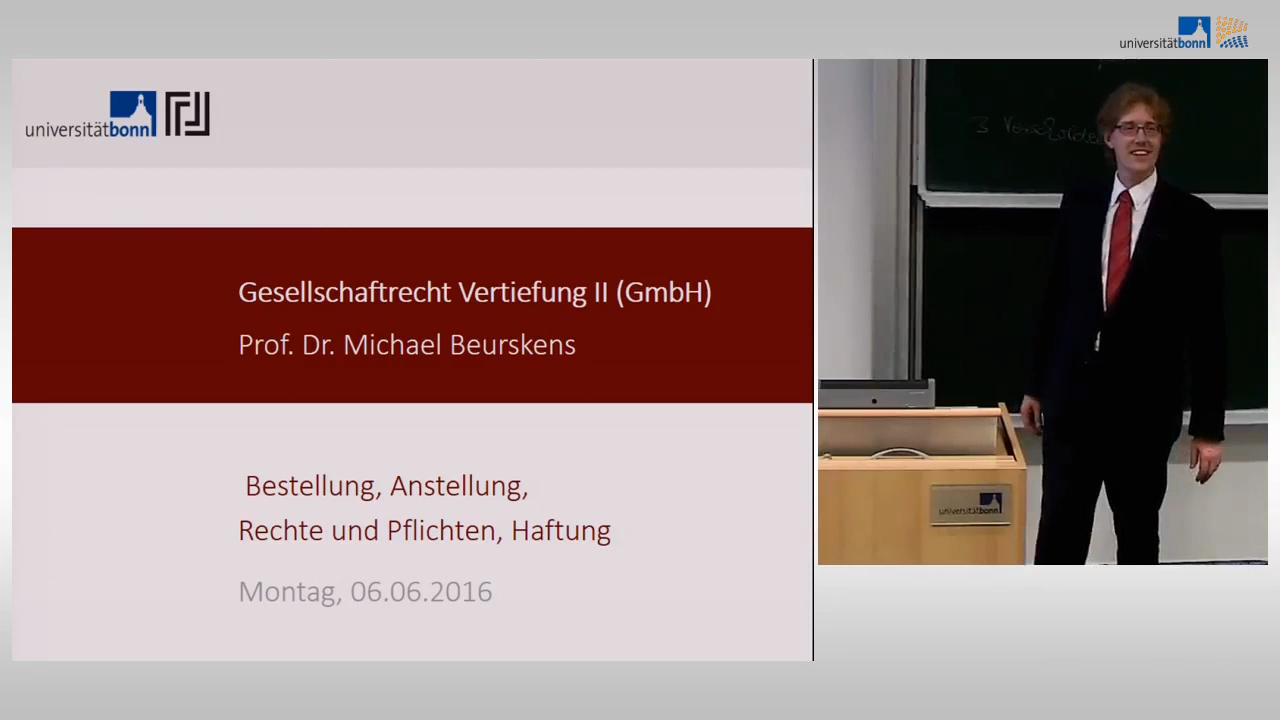 universitätbonn
universitätbonn
Gesellschaftrecht Vertiefung II (GmbH)
Prof. Dr. Michael Beurskens
Bestellung, Anstellung,
Rechte und Pflichten, Haftung
Montag, 06.06.2016
3
universitätbonn